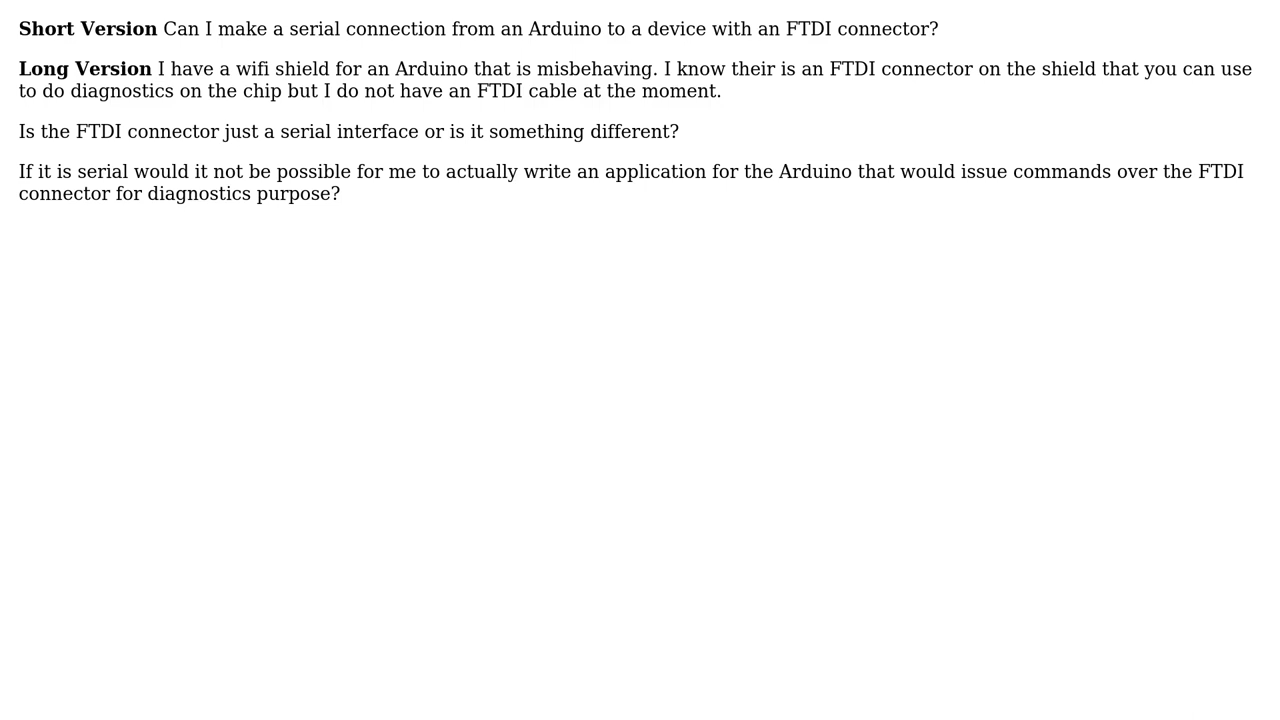 Short Version Can I make a serial connection from an Arduino to a device with an FTDI connector?
Long Version I have a wifi shield for an Arduino that is misbehaving. I know their is an FTDI connector on the shield that you can use
to do diagnostics on the chip but I do not have an FTDI cable at the moment.
Is the FTDI connector just a serial interface or is it something different?
If it is serial would it not be possible for me to actually write an application for the Arduino that would issue commands over the FTDI
connector for diagnostics purpose?